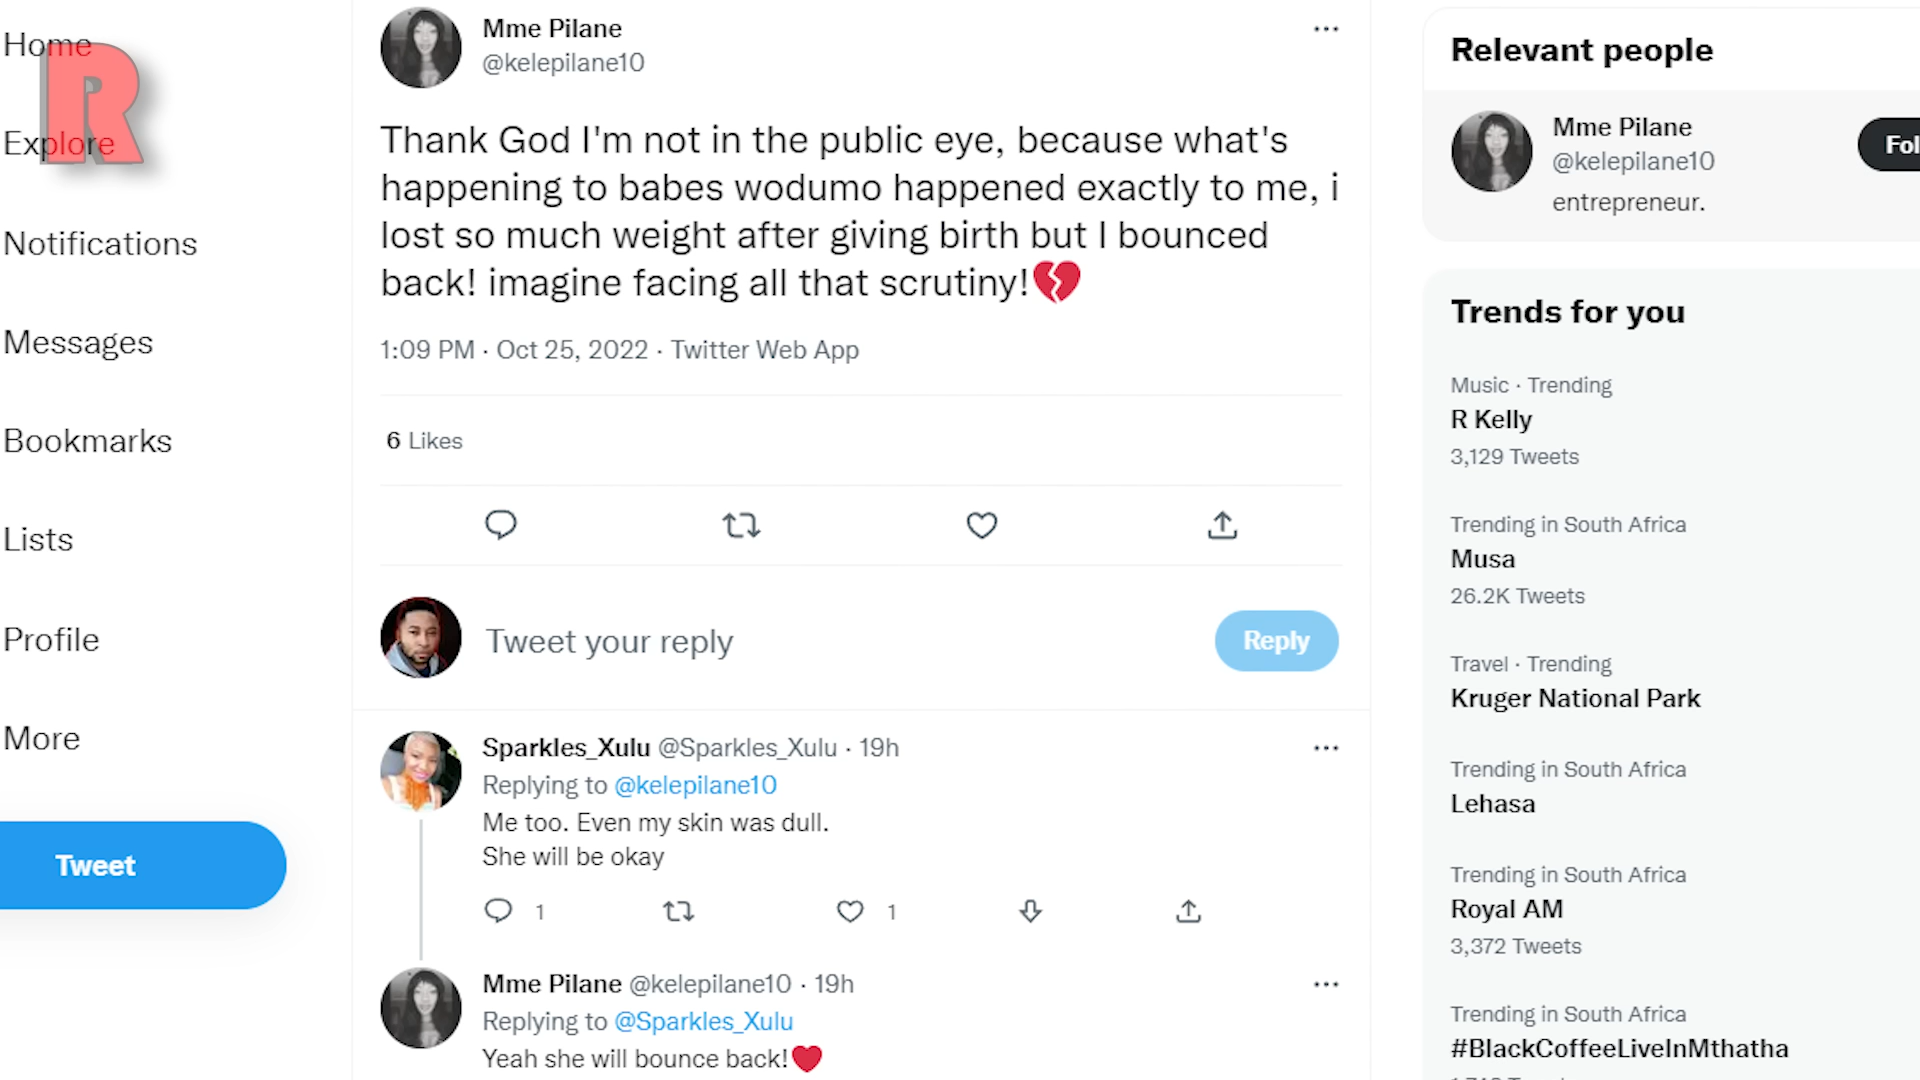 Home
R
Explore
Notifications
Messages
Bookmarks
Lists
Profile
More
Tweet
Mme Pilane
@kelepilane10
Thank God I'm not in the public eye, because what's
happening to babes wodumo happened exactly to me, i
lost so much weight after giving birth but I bounced
back! imagine facing all that scrutiny!💔
1:09 PM · Oct 25, 2022 · Twitter Web App
6 Likes
Tweet your reply
Reply
Sparkles_Xulu @Sparkles_Xulu · 19h
Replying to @kelepilane10
Me too. Even my skin was dull.
She will be okay
1 1
Mme Pilane @kelepilane10 · 19h
Replying to @Sparkles_Xulu
Yeah she will bounce back!❤️
Relevant people
Mme Pilane
@kelepilane10
Fol
entrepreneur.
Trends for you
Music · Trending
R Kelly
3,129 Tweets
Trending in South Africa
Musa
26.2K Tweets
Travel · Trending
Kruger National Park
Trending in South Africa
Lehasa
Trending in South Africa
Royal AM
3,372 Tweets
Trending in South Africa
#BlackCoffeeLiveInMthatha